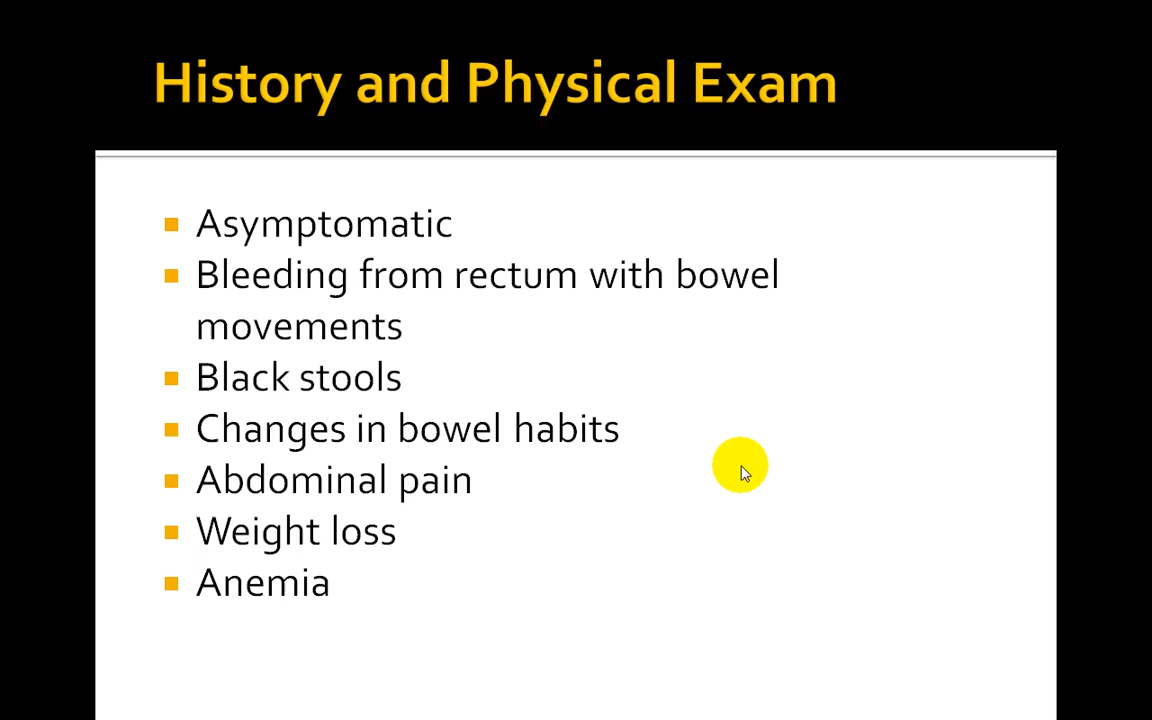 History and Physical Exam
Asymptomatic
Bleeding from rectum with bowel
movements
Black stools
Changes in bowel habits
Abdominal pain
Weight loss
Anemia